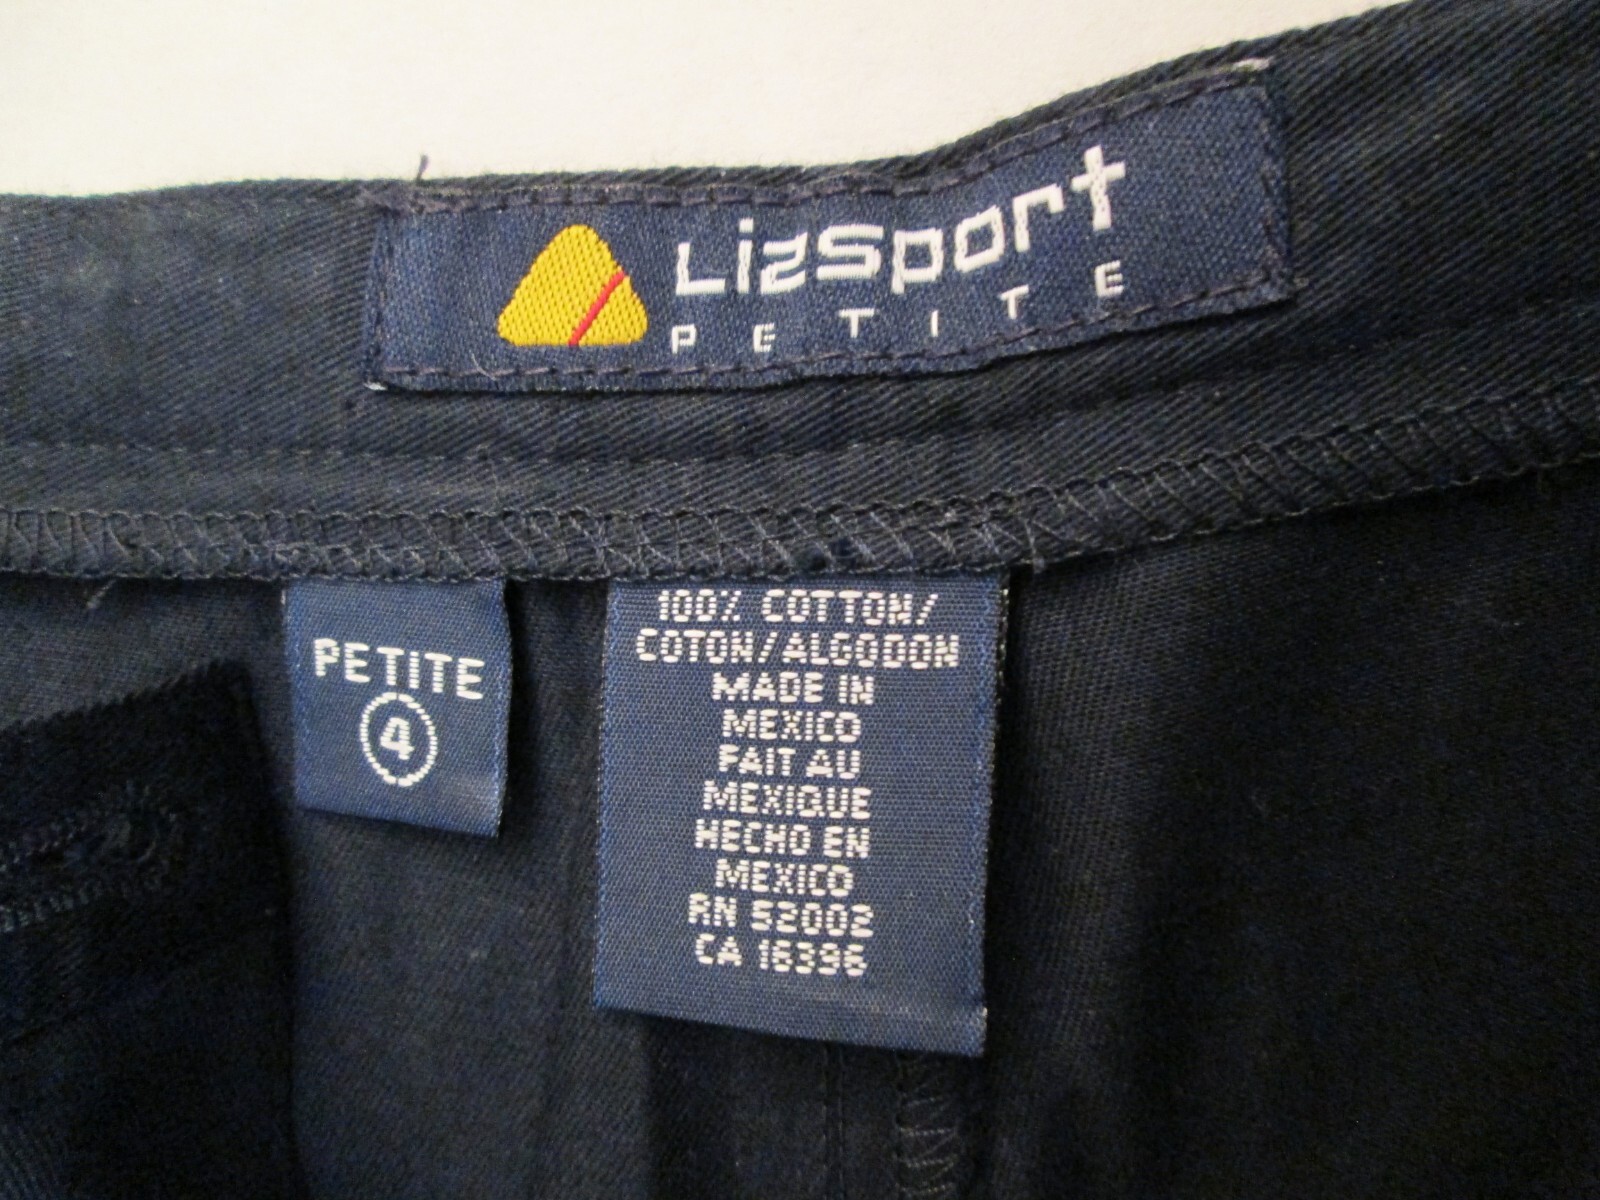 LizSport
PETITE
PETITE
4
100% COTTON/
COTON/ALGODON
MADE IN
MEXICO
FAIT AU
MEXIQUE
HECHO EN
MEXICO
RN 52002
CA 16396